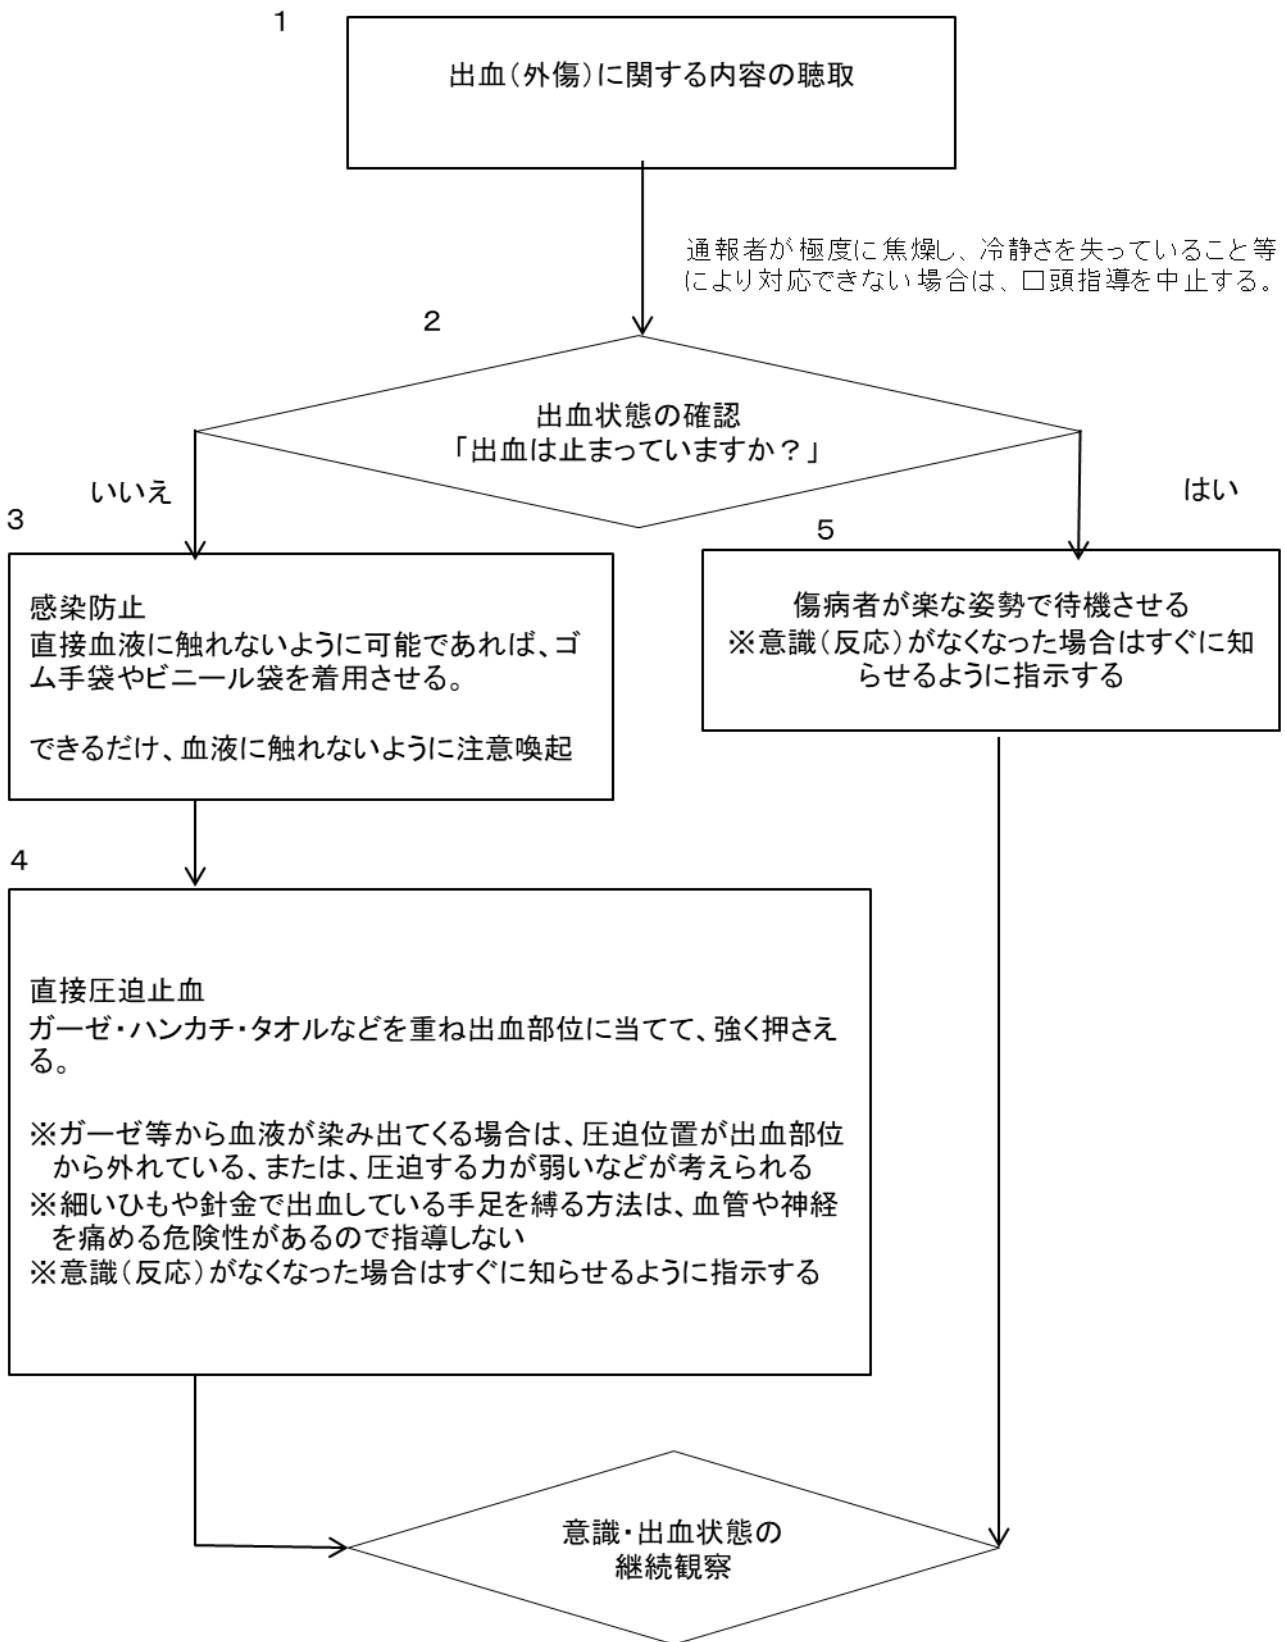 1
出血(外傷)に関する内容の聴取
通報者が極度に焦燥し、冷静さを失っていること等
により対応できない場合は、口頭指導を中止する。
2
出血状態の確認
「出血は止まっていますか？」
いいえ
はい
3
感染防止
直接血液に触れないように可能であれば、ゴ
ム手袋やビニール袋を着用させる。
できるだけ、血液に触れないように注意喚起
5
傷病者が楽な姿勢で待機させる
※意識(反応)がなくなった場合はすぐに知
らせるように指示する
4
直接圧迫止血
ガーゼ・ハンカチ・タオルなどを重ね出血部位に当てて、強く押さえ
る。
※ガーゼ等から血液が染み出てくる場合は、圧迫位置が出血部位
から外れている、または、圧迫する力が弱いなどが考えられる
※細いひもや針金で出血している手足を縛る方法は、血管や神経
を痛める危険性があるので指導しない
※意識(反応)がなくなった場合はすぐに知らせるように指示する
意識・出血状態の
継続観察